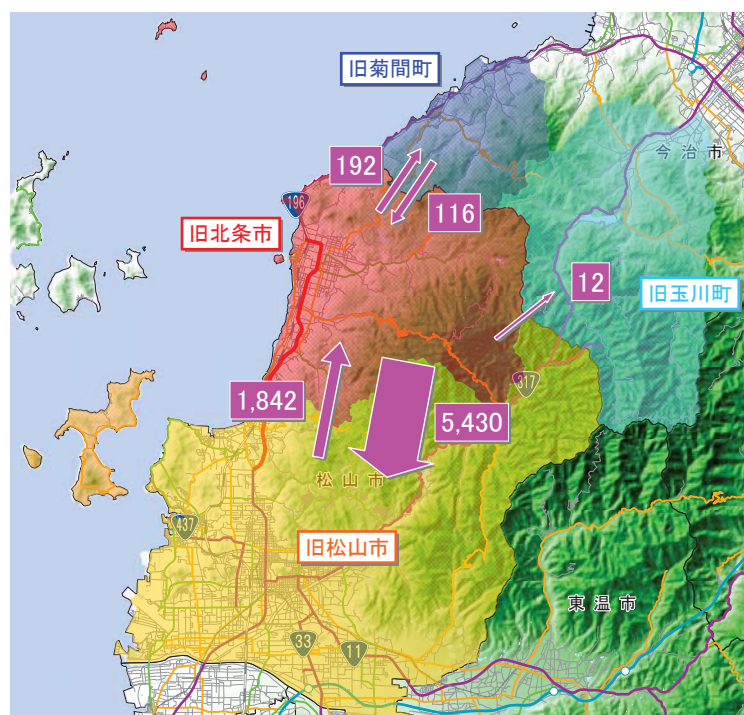 旧菊間町
今治市
192
196
116
旧北条市
12
旧玉川町
317
1,842
5,430
松山市
437
旧松山市
東温市
33
11